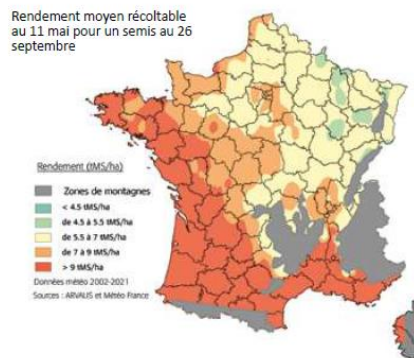 Rendement moyen récoltable
au 11 mai pour un semis au 26
septembre
Rendement (tMS/ha)
Zones de montagnes
< 4.5 tMS/ha
de 4.5 à 5.5 tMS/ha
de 5.5 à 7 tMS/ha
de 7 à 9 tMS/ha
> 9 tMS/ha
Données météo 2002-2021
Sources : ARVALIS et Météo France